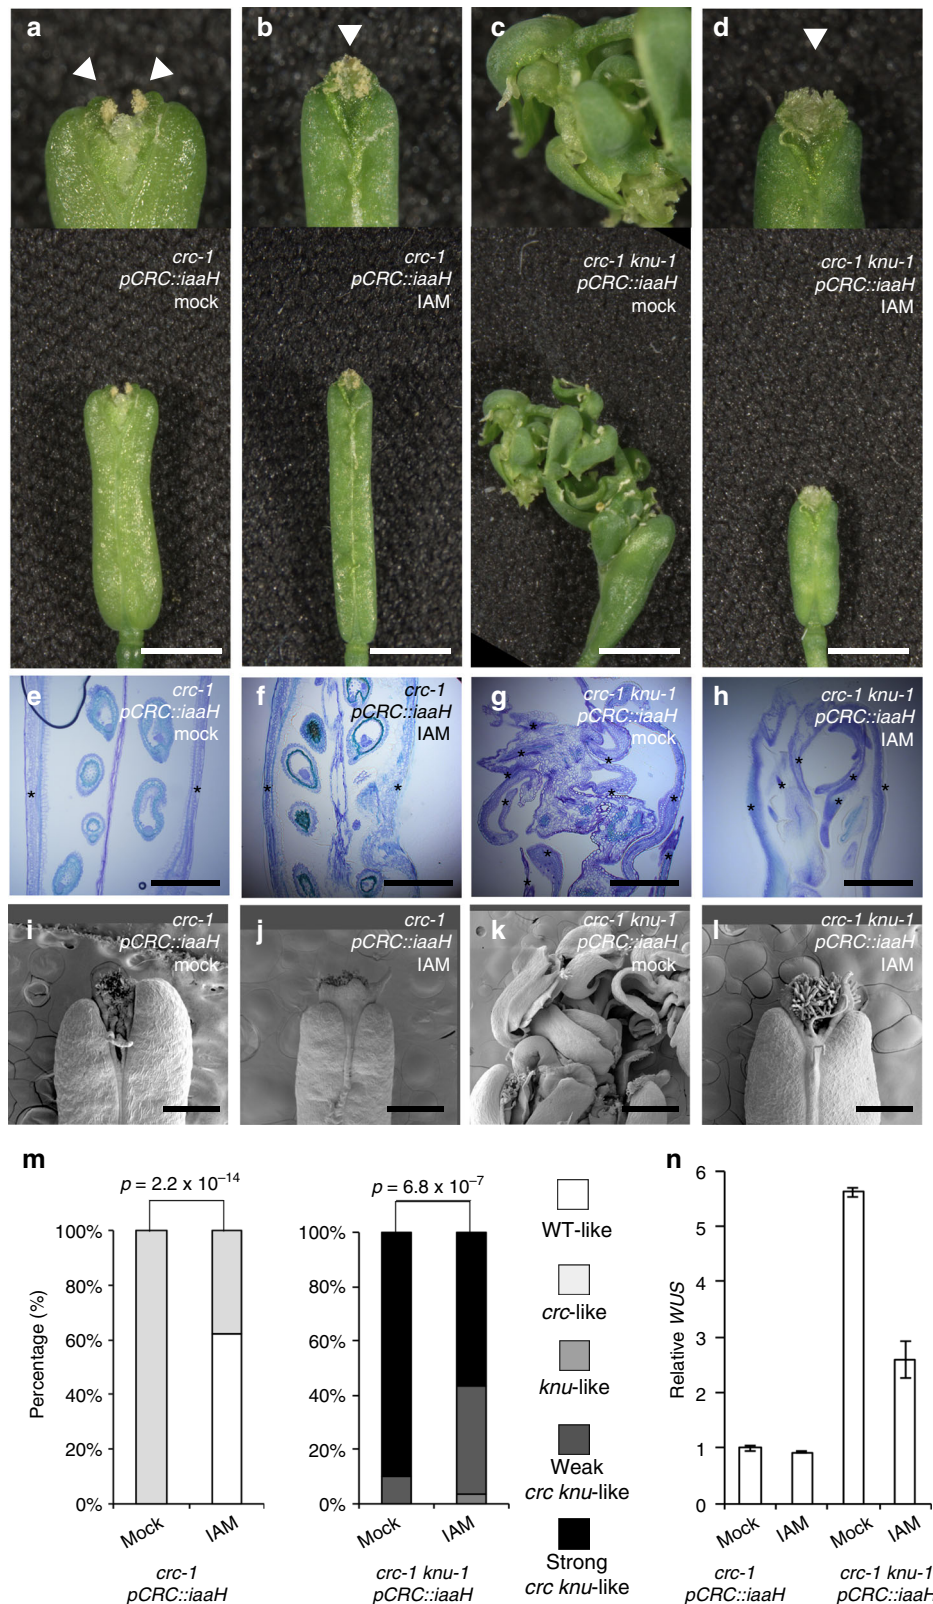 a
b
c
d
crc-1
pCRC::iaaH
mock
crc-1
pCRC::iaaH
IAM
crc-1 knu-1
pCRC::iaaH
mock
crc-1 knu-1
pCRC::iaaH
IAM
e
crc-1
pCRC::iaaH
mock
*
*
f
crc-1
pCRC::iaaH
IAM
*
*
g
crc-1 knu-1
pCRC::iaaH
mock
*
*
*
*
*
*
*
*
*
*
h
crc-1 knu-1
pCRC::iaaH
IAM
*
*
*
*
*
*
i
crc-1
pCRC::iaaH
mock
j
crc-1
pCRC::iaaH
IAM
k
crc-1 knu-1
pCRC::iaaH
mock
l
crc-1 knu-1
pCRC::iaaH
IAM
m
p = 2.2 x 10⁻¹⁴
Percentage (%)
100%
80%
60%
40%
20%
0%
Mock
IAM
crc-1
pCRC::iaaH
p = 6.8 x 10⁻⁷
100%
80%
60%
40%
20%
0%
Mock
IAM
crc-1 knu-1
pCRC::iaaH
WT-like
crc-like
knu-like
Weak
crc knu-like
Strong
crc knu-like
n
Relative WUS
6
5
4
3
2
1
0
Mock
IAM
Mock
IAM
crc-1
pCRC::iaaH
crc-1 knu-1
pCRC::iaaH